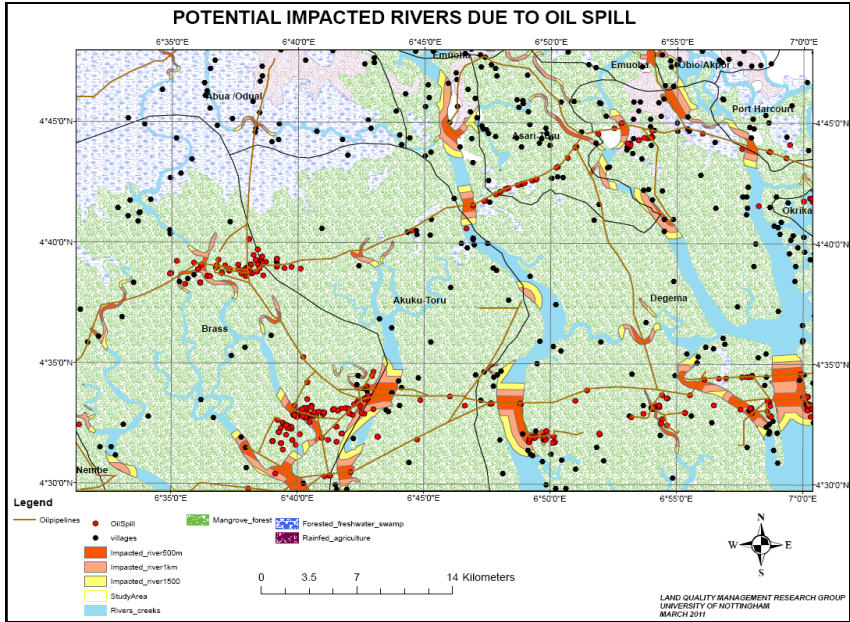 POTENTIAL IMPACTED RIVERS DUE TO OIL SPILL
6°35'0"E 6°40'0"E 6°45'0"E 6°50'0"E 6°55'0"E 7°0'0"E
Emuoha
Emuoha
Obio/Akpor
Abua /Odual
Port Harcourt
4°45'0"N 4°45'0"N
Asari-Toru
Okrika
4°40'0"N 4°40'0"N
Akuku-Toru
Degema
Brass
4°35'0"N 4°35'0"N
Nembe
4°30'0"N 4°30'0"N
6°35'0"E 6°40'0"E 6°45'0"E 6°50'0"E 6°55'0"E 7°0'0"E
Legend
Oilpipelines
OilSpill
villages
Impacted_river500m
Impacted_river1km
Impacted_river1500
StudyArea
Rivers_creeks
Mangrove_forest
Forested_freshwater_swamp
Rainfed_agriculture
0 3.5 7 14 Kilometers
N
W E
S
LAND QUALITY MANAGEMENT RESEARCH GROUP
UNIVERSITY OF NOTTINGHAM
MARCH 2011